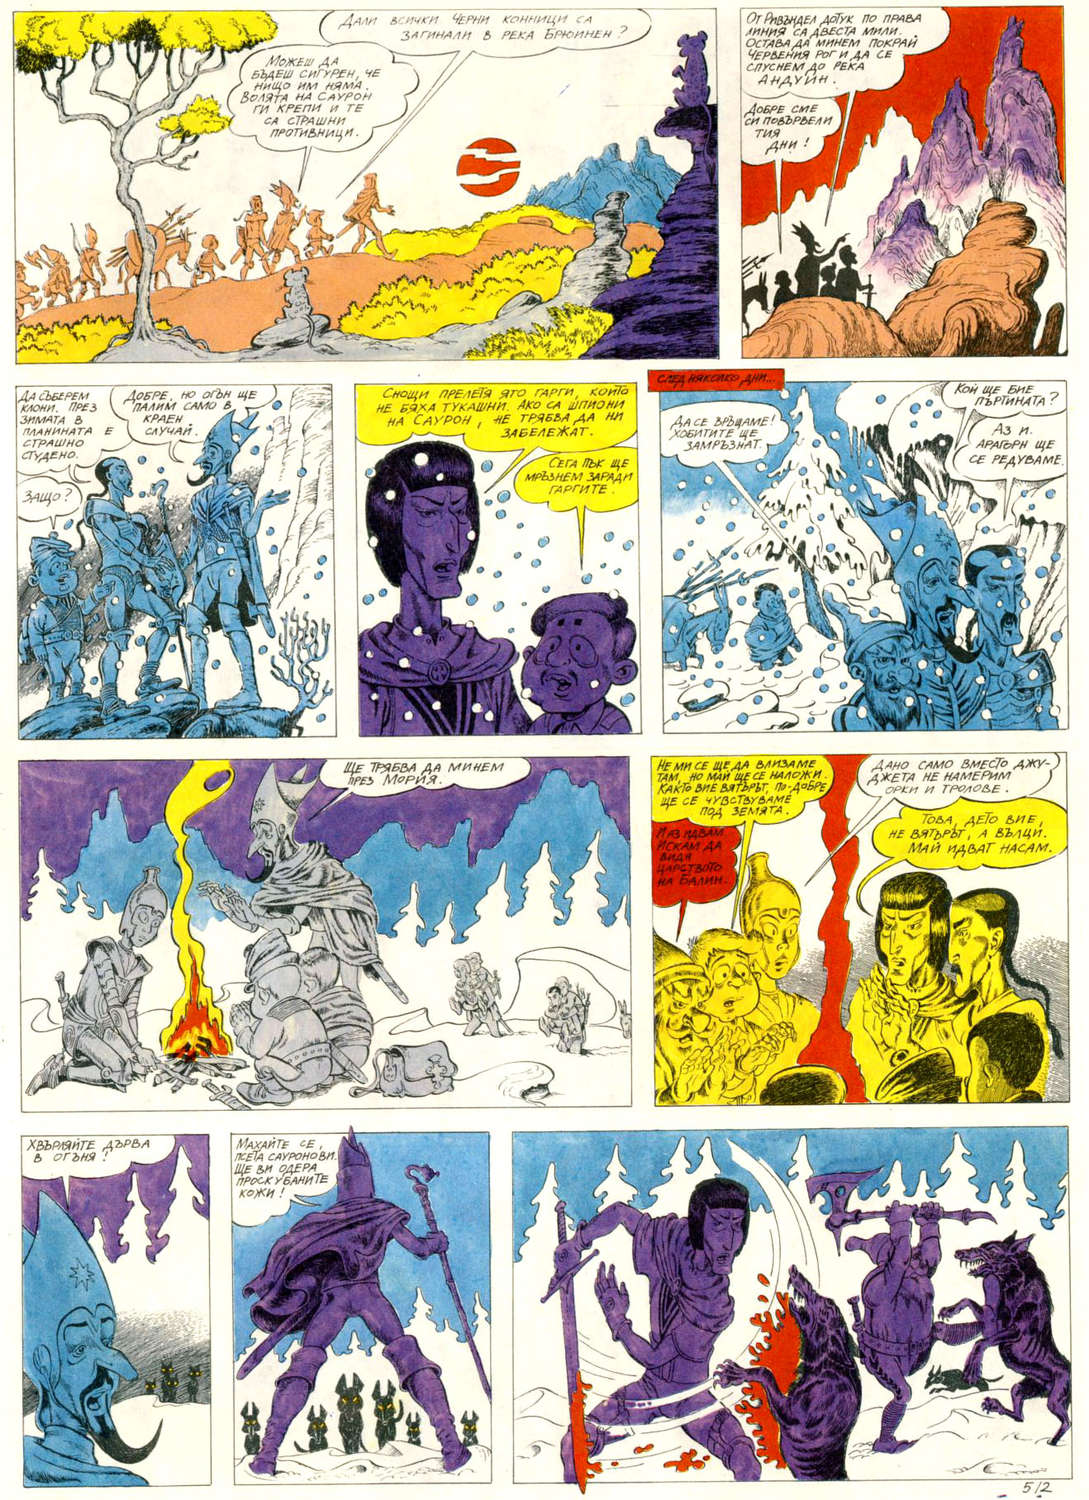 ДАЛИ ВСИЧКИ ЧЕРНИ КОННИЦИ СА
ЗАГИНАЛИ В РЕКА БРЮИНЕН?
МОЖЕШ ДА
БЪДЕШ СИГУРЕН, ЧЕ
НИЩО ИМ НЯМА.
ВОЛЯТА НА САУРОН
ГИ КРЕПИ И ТЕ
СА СТРАШНИ
ПРОТИВНИЦИ.
ОТ РИВЪНДЕЛ ДОТУК ПО ПРАВА
ЛИНИЯ СА ДВЕСТА МИЛИ.
ОСТАВА ДА МИНЕМ ПОКРАЙ
ЧЕРВЕНИЯ РОГ И ДА СЕ
СПУСНЕМ ДО РЕКА
АНДУИН.
ДОБРЕ СМЕ
СИ ПОВЪРВЕЛИ
ТИЯ
ДНИ!
ДА СЪБЕРЕМ
КЛОНИ. ПРЕЗ
ЗИМАТА В
ПЛАНИНАТА Е
СТРАШНО
СТУДЕНО.
ДОБРЕ, НО ОГЪН ЩЕ
ПАЛИМ САМО В
КРАЕН
СЛУЧАЙ.
ЗАЩО?
СНОЩИ ПРЕЛЕТЯ ЯТО ГАРГИ, КОИТО
НЕ БЯХА ТУКАШНИ. АКО СА ШПИОНИ
НА САУРОН, НЕ ТРЯБВА ДА НИ
ЗАБЕЛЕЖАТ.
СЕГА ПЪК ЩЕ
МРЪЗНЕМ ЗАРАДИ
ГАРГИТЕ.
СЛЕД НЯКОЛКО ДНИ...
ДА СЕ ВРЪЩАМЕ!
ХОБИТИТЕ ЩЕ
ЗАМРЪЗНАТ.
КОЙ ЩЕ БИЕ
ПЪРТИНАТА?
АЗ И
АРАГЪРН ЩЕ
СЕ РЕДУВАМЕ.
ЩЕ ТРЯБВА ДА МИНЕМ
ПРЕЗ МОРИЯ.
НЕ МИ СЕ ЩЕ ДА ВЛИЗАМЕ
ТАМ, НО МАЙ ЩЕ СЕ НАЛОЖИ.
КАКТО ВИЕ ВЯТЪРЪТ, ПО-ДОБРЕ
ЩЕ СЕ ЧУВСТВУВАМЕ
ПОД ЗЕМЯТА.
И АЗ ИДВАМ
ИСКАМ ДА
ВИДЯ
ЦАРСТВОТО
НА БАЛИН...
ДАНО САМО ВМЕСТО ДЖУ-
ДЖЕТА НЕ НАМЕРИМ
ОРКИ И ТРОЛОВЕ.
ТОВА, ДЕТО ВИЕ,
НЕ ВЯТЪРЪТ, А ВЪЛЦИ.
МАЙ ИДВАТ НАСАМ.
ХВЪРЛЯЙТЕ ДЪРВА
В ОГЪНЯ!
МАХАЙТЕ СЕ,
ПСЕТА САУРОНОВИ.
ЩЕ ВИ ОДЕРА
ПРОСКУБАНИТЕ
КОЖИ!
5/2